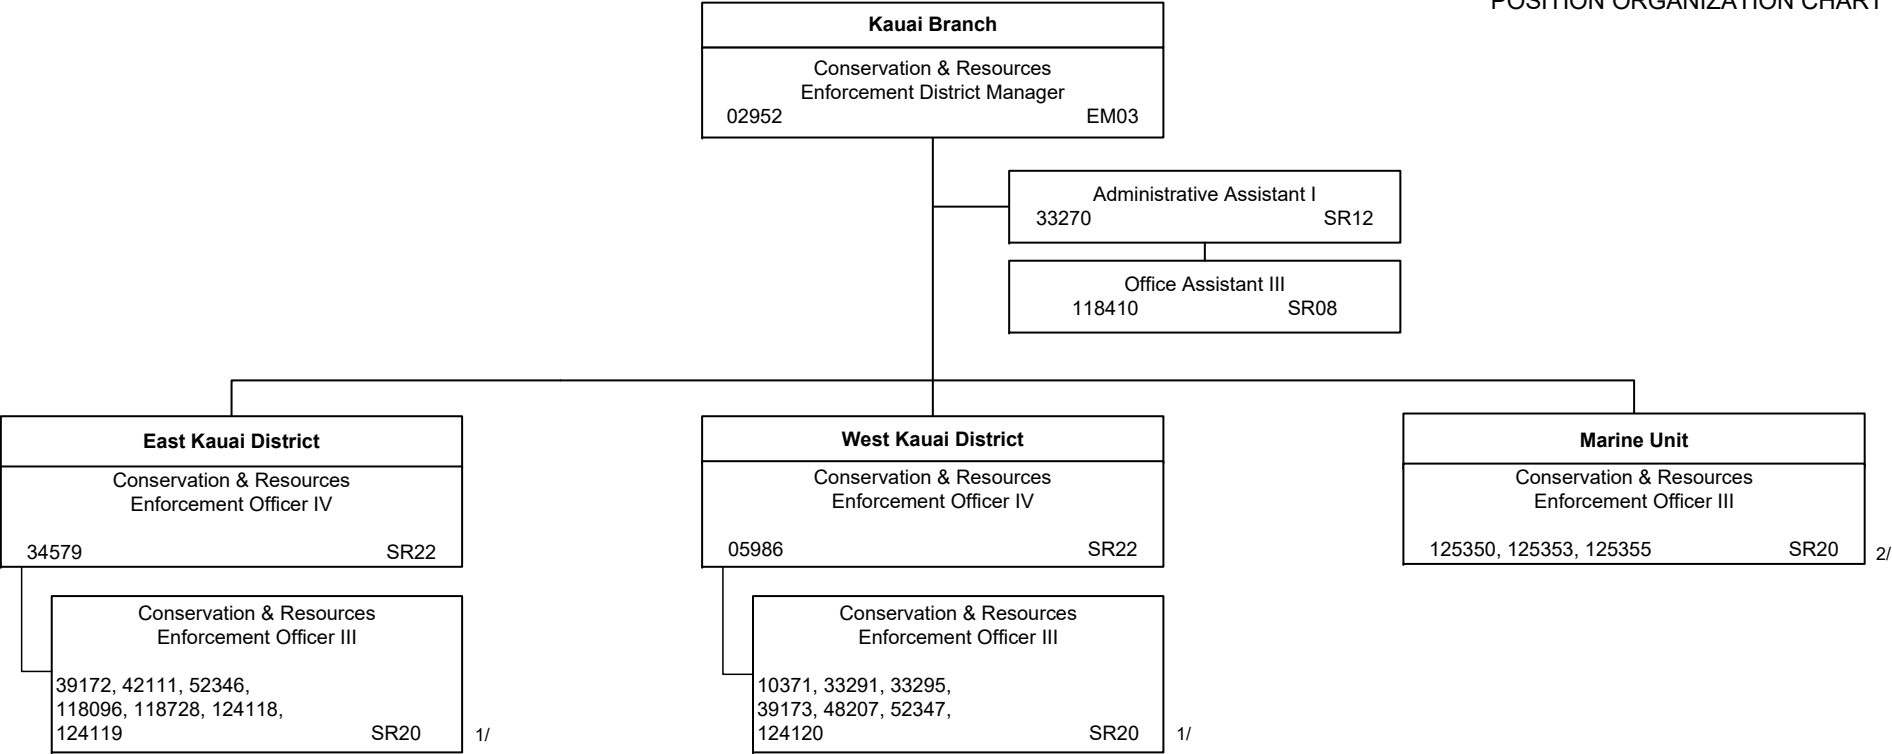 POSITION ORGANIZATION CHART
Kauai Branch
Conservation & Resources
Enforcement District Manager
02952 EM03
Administrative Assistant I
33270 SR12
Office Assistant III
118410 SR08
East Kauai District
Conservation & Resources
Enforcement Officer IV
34579 SR22
Conservation & Resources
Enforcement Officer III
39172, 42111, 52346,
118096, 118728, 124118,
124119 SR20 1/
West Kauai District
Conservation & Resources
Enforcement Officer IV
05986 SR22
Conservation & Resources
Enforcement Officer III
10371, 33291, 33295,
39173, 48207, 52347,
124120 SR20 1/
Marine Unit
Conservation & Resources
Enforcement Officer III
125350, 125353, 125355 SR20 2/